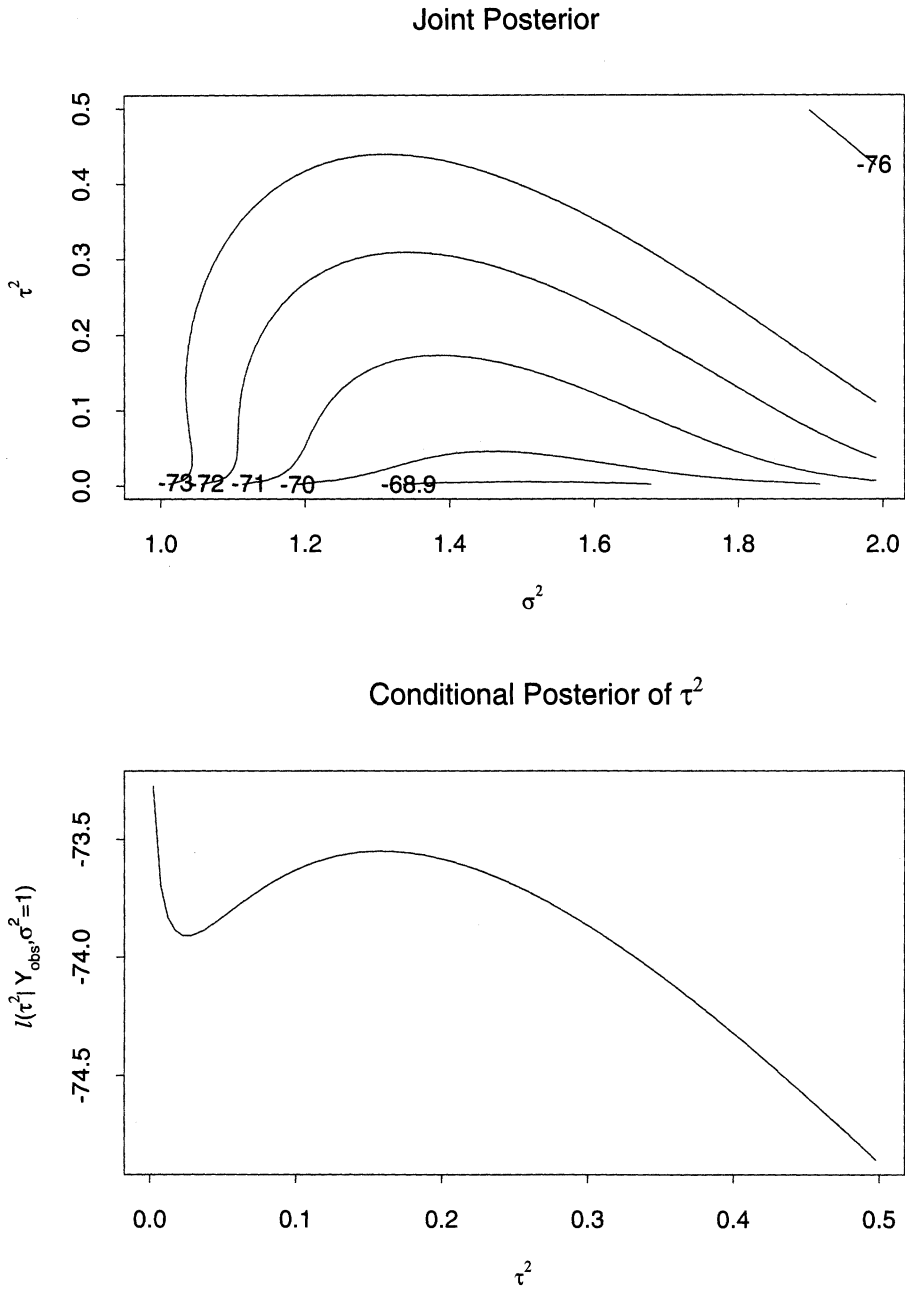 Joint Posterior
0.5
0.4
0.3
0.2
0.1
0.0
τ²
-76
-73 -72 -71 -70 -68.9
1.0 1.2 1.4 1.6 1.8 2.0
σ²
Conditional Posterior of τ²
-73.5
-74.0
-74.5
l(τ²| Y_obs,σ²=1)
0.0 0.1 0.2 0.3 0.4 0.5
τ²